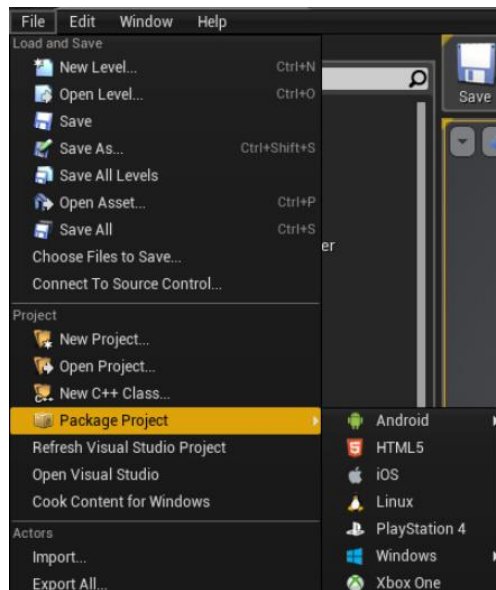 File Edit Window Help
Load and Save
New Level... Ctrl+N
Open Level... Ctrl+O
Save
Save As... Ctrl+Shift+S
Save All Levels
Open Asset... Ctrl+P
Save All Ctrl+S
Choose Files to Save...
Connect To Source Control...
Project
New Project...
Open Project...
New C++ Class...
Package Project
Refresh Visual Studio Project
Open Visual Studio
Cook Content for Windows
Actors
Import...
Export All...
Save
er
Android
HTML5
iOS
Linux
PlayStation 4
Windows
Xbox One